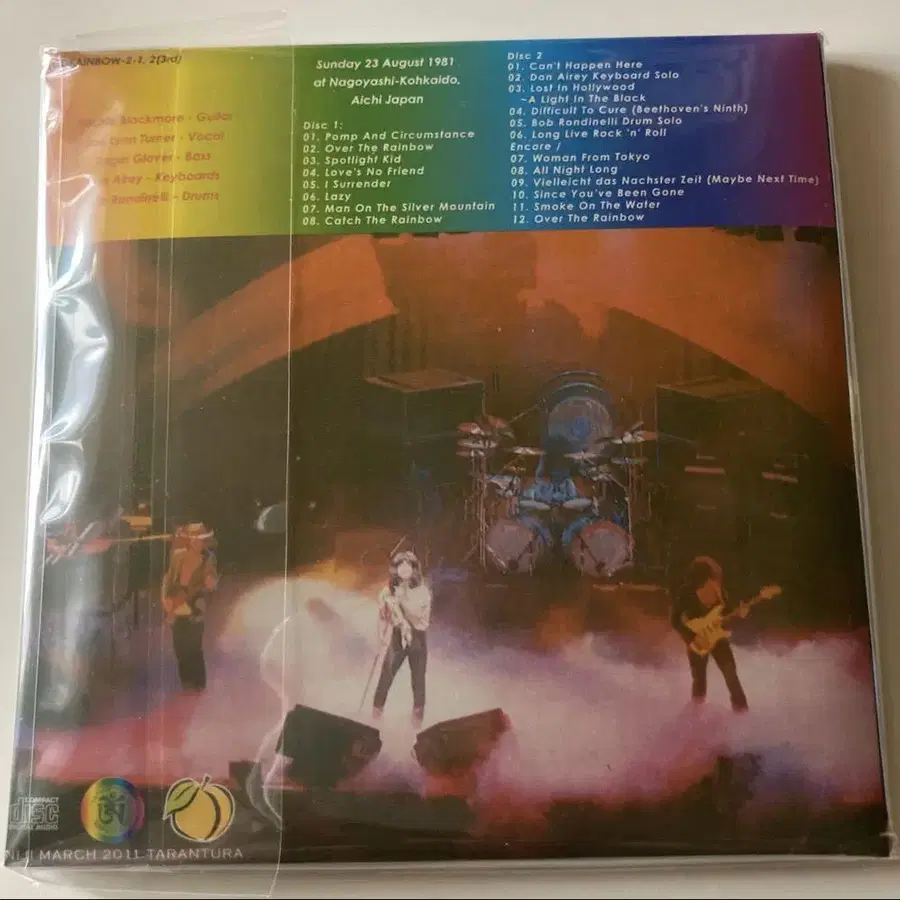 RAINBOW-2-1, 2(3rd)
Blackmore - Guitar
Lynn Turner - Vocal
Glover - Bass
Airey - Keyboards
Rondinelli - Drums
Sunday 23 August 1981
at Nagoyashi-Kohkaido,
Aichi Japan
Disc 1:
01. Pomp And Circumstance
02. Over The Rainbow
03. Spotlight Kid
04. Love's No Friend
05. I Surrender
06. Lazy
07. Man On The Silver Mountain
08. Catch The Rainbow
Disc 2
01. Can't Happen Here
02. Don Airey Keyboard Solo
03. Lost In Hollywood
~A Light In The Black
04. Difficult To Cure (Beethoven's Ninth)
05. Bob Rondinelli Drum Solo
06. Long Live Rock 'n' Roll
Encore /
07. Woman From Tokyo
08. All Night Long
09. Vielleicht das Nachster Zeit (Maybe Next Time)
10. Since You've Been Gone
11. Smoke On The Water
12. Over The Rainbow
COMPACT
disc
DIGITAL AUDIO
MARCH 2011 TARANTURA